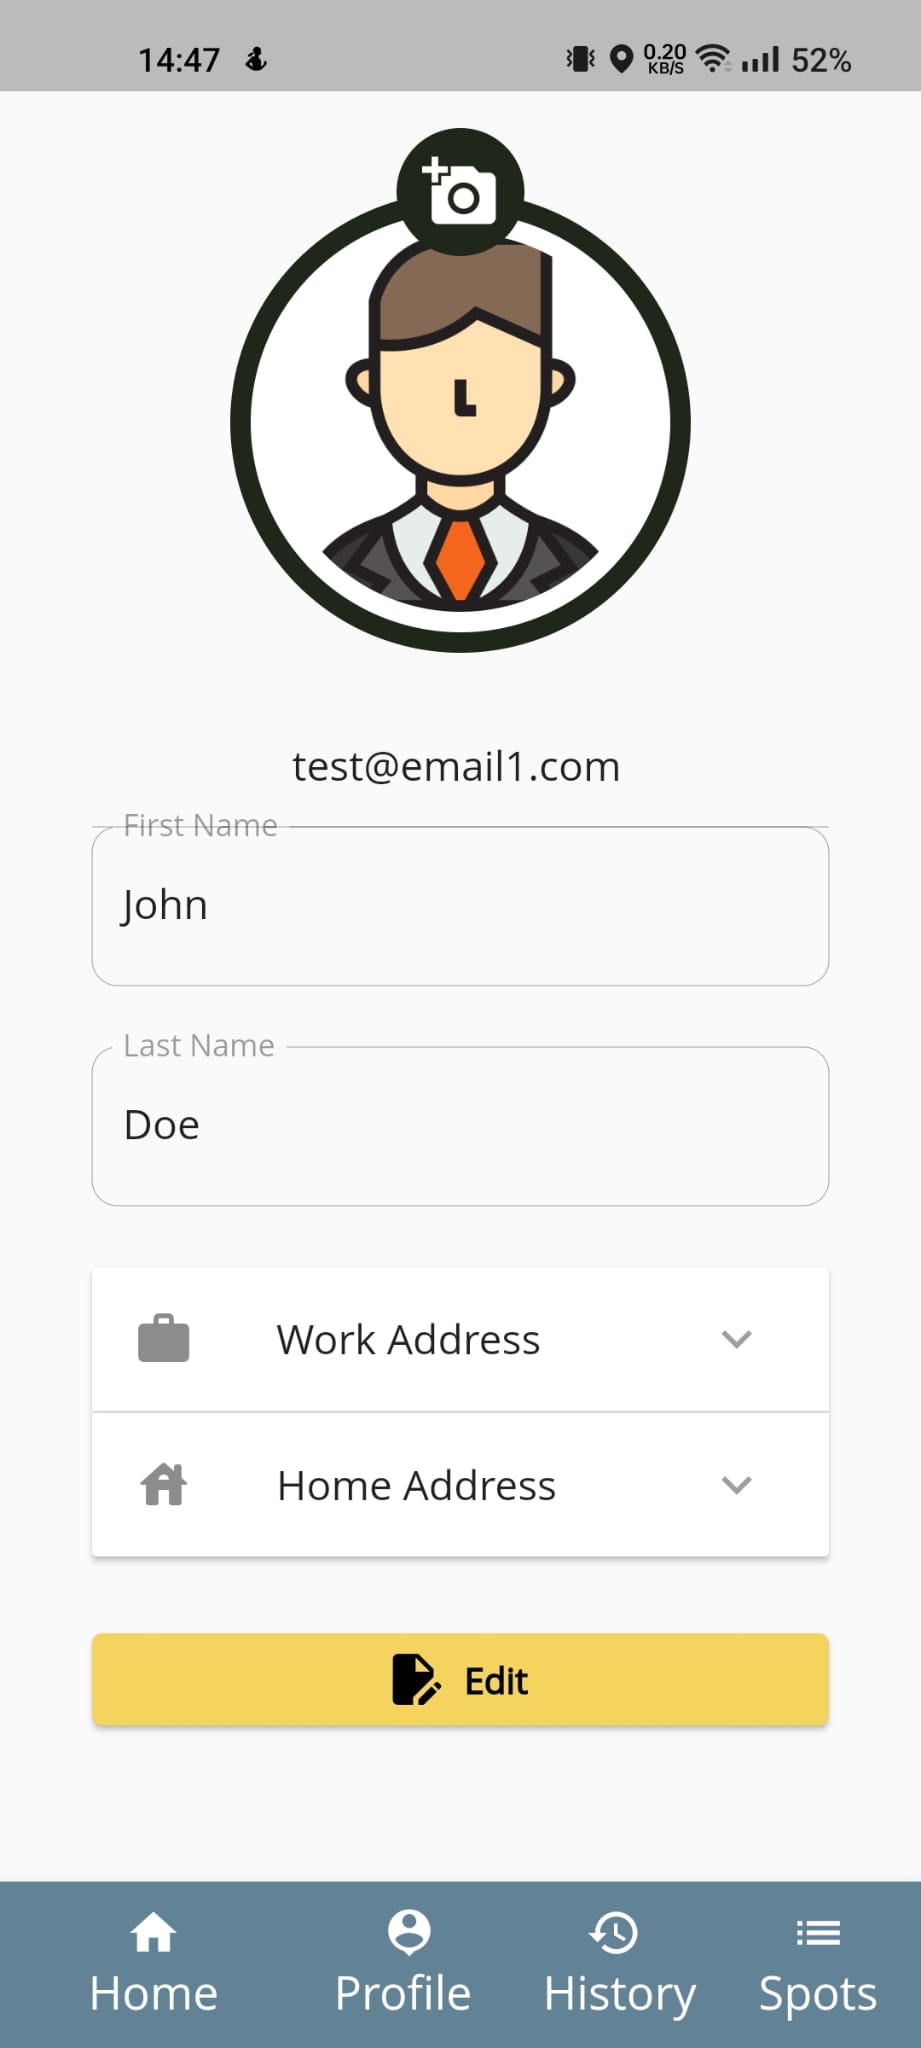 14:47 0.20 KB/S 52%
test@email1.com
First Name
John
Last Name
Doe
Work Address
Home Address
Edit
Home Profile History Spots